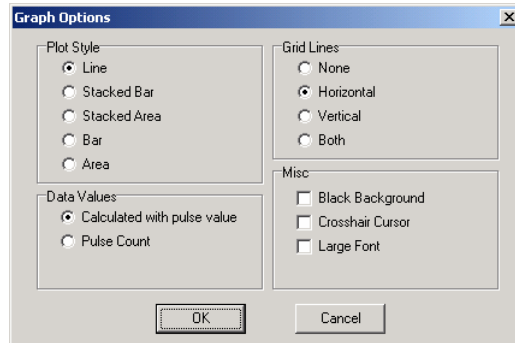 Graph Options
Plot Style
Line
Stacked Bar
Stacked Area
Bar
Area
Data Values
Calculated with pulse value
Pulse Count
Grid Lines
None
Horizontal
Vertical
Both
Misc
Black Background
Crosshair Cursor
Large Font
OK
Cancel